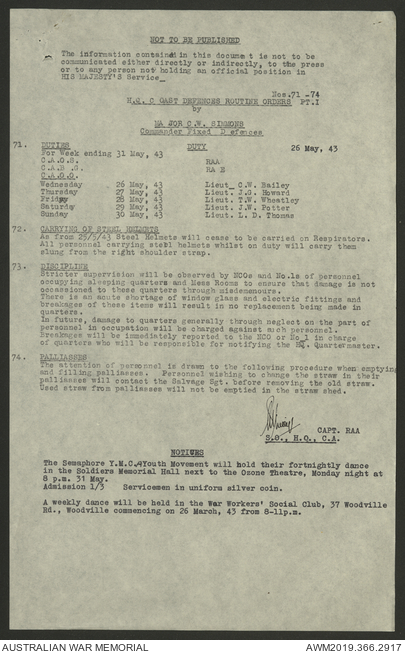 NOT TO BE PUBLISHED
The information contained in this document is not to be
communicated either directly or indirectly, to the press
or to any person not holding an official position in
HIS MAJESTY'S Service
Nos. 71 -74
H.Q. C OAST DEFENCES ROUTINE ORDERS PT.I
by
MA JOR C.W. SIMMONS
Commander Fixed D efences
71. DUTIES DUTY 26 May, 43
For Week ending 31 May, 43
C.A.O.S. RAA
C.A.R .G. RA E
C.A.O.O.
Wednesday - 26 May, 43 Lieut. C.W. Bailey
Thursday - 27 May, 43 Lieut. J.G. Howard
Friday - 28 May, 43 Lieut. T.W. Wheatley
Saturday - 29 May, 43 Lieut. J.W. Potter
Sunday - 30 May, 43 Lieut. L. D. Thomas
72. CARRYING OF STEEL HELMETS
As from 25/5/43 Steel Helmets will cease to be carried on Respirators.
All personnel carrying steel helmets whilst on duty will carry them
slung from the right shoulder strap.
73. DISCIPLINE
Stricter supervision will be observed by NCOs and No.1s of personnel
occupying sleeping quarters and Mess Rooms to ensure that damage is not
occassioned to these quarters through misdemeours.
There is an acute shortage of window glass and electric fittings and
breakages of these items will result in no replacement being made in
quarters.
In future, damage to quarters generally through neglect on the part of
personnel in occupation will be charged against such personnel.
Breakages will be immediately reported to the NCO or No 1 in charge
of quarters who will be responsible for notifying the HQ. Quartermaster.
74. PALLIASSES
The attention of personnel is drawn to the following procedure when emptying
and filling palliasses. Personnel wishing to change the straw in their
palliasses will contact the Salvage Sgt. before removing the old straw.
Used straw from palliasses will not be emptied in the straw shed.
CAPT. RAA
S.O., H.Q., C.A.
NOTICES
The Semaphore Y.M.C.A Youth Movement will hold their fortnightly dance
in the Soldiers Memorial Hall next to the Ozone Theatre, Monday night at
8 p.m. 31 May.
Admission 1/3 Servicemen in uniform silver coin.
A weekly dance will be held in the War Workers' Social Club, 37 Woodville
Rd., Woodville commencing on 26 March, 43 from 8-11p.m.
AUSTRALIAN WAR MEMORIAL AWM2019.366.2917